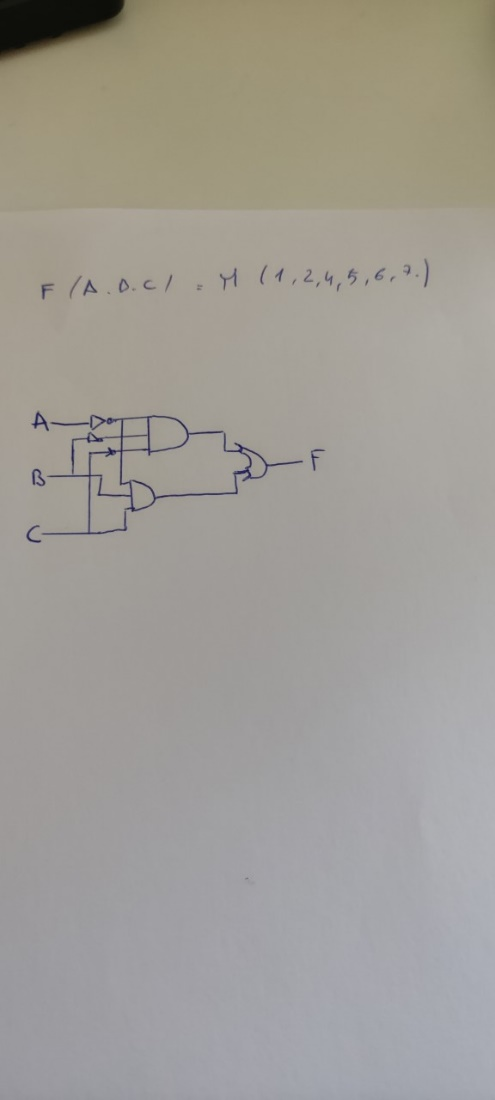 F (A.B.C) = M (1,2,4,5,6,7.)
A
B
F
C